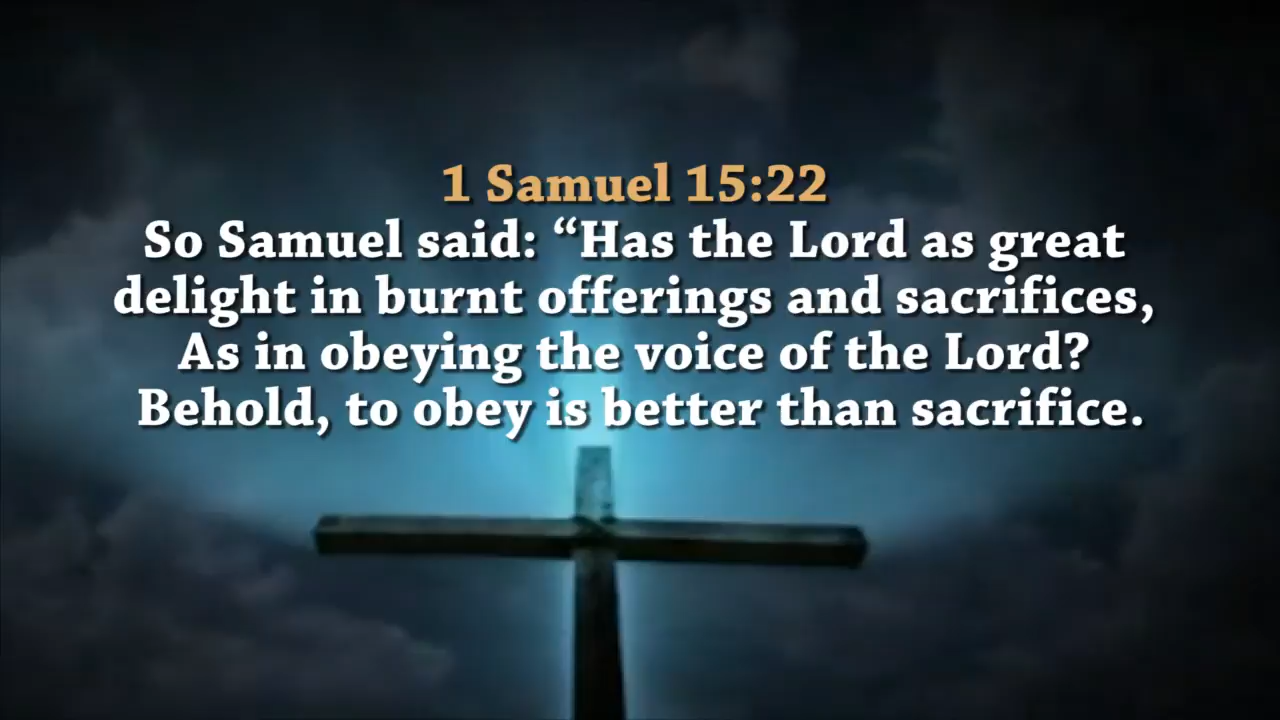 1 Samuel 15:22
So Samuel said: “Has the Lord as great
delight in burnt offerings and sacrifices,
As in obeying the voice of the Lord?
Behold, to obey is better than sacrifice.